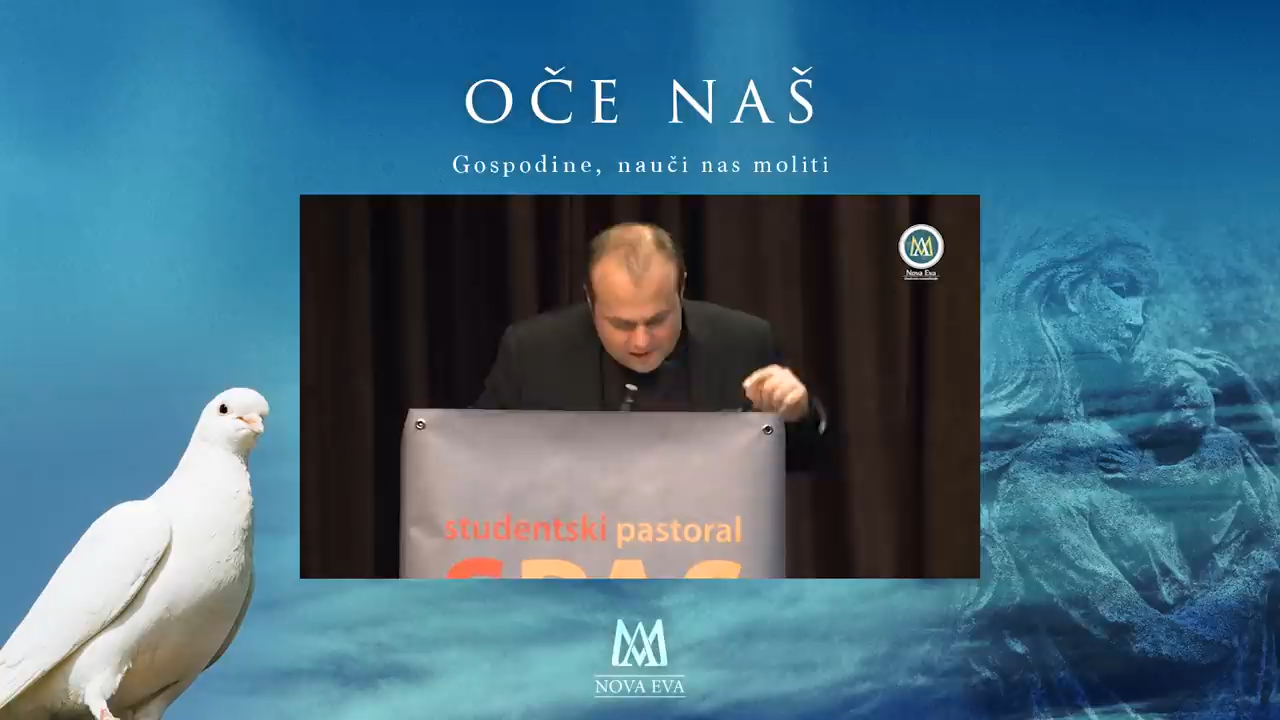 OČE NAŠ
Gospodine, nauči nas moliti
Nova Eva
studentski pastoral
NOVA EVA